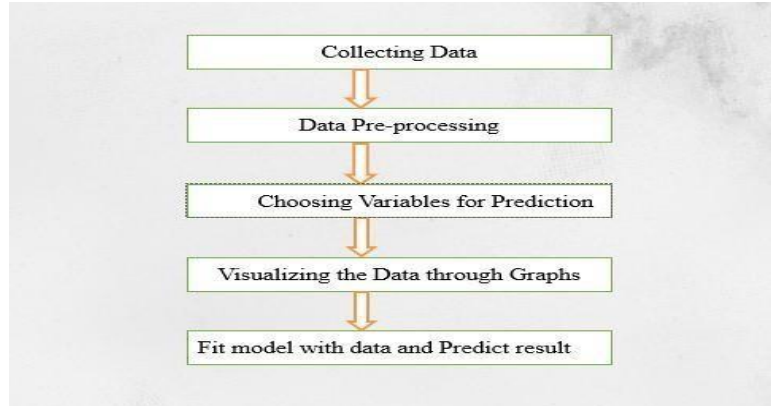 Collecting Data
Data Pre-processing
Choosing Variables for Prediction
Visualizing the Data through Graphs
Fit model with data and Predict result